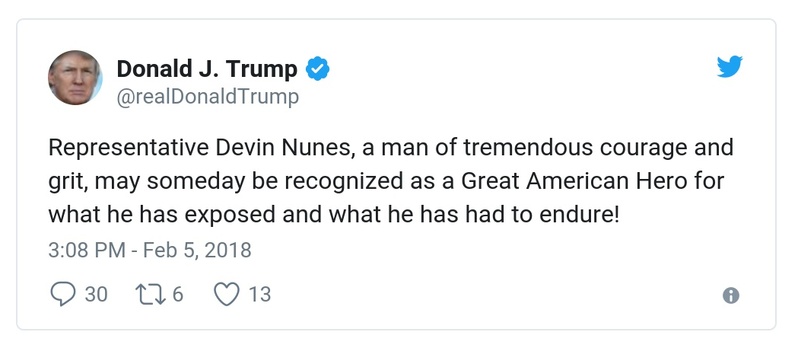 Donald J. Trump
@realDonaldTrump
Representative Devin Nunes, a man of tremendous courage and
grit, may someday be recognized as a Great American Hero for
what he has exposed and what he has had to endure!
3:08 PM - Feb 5, 2018
30 6 13